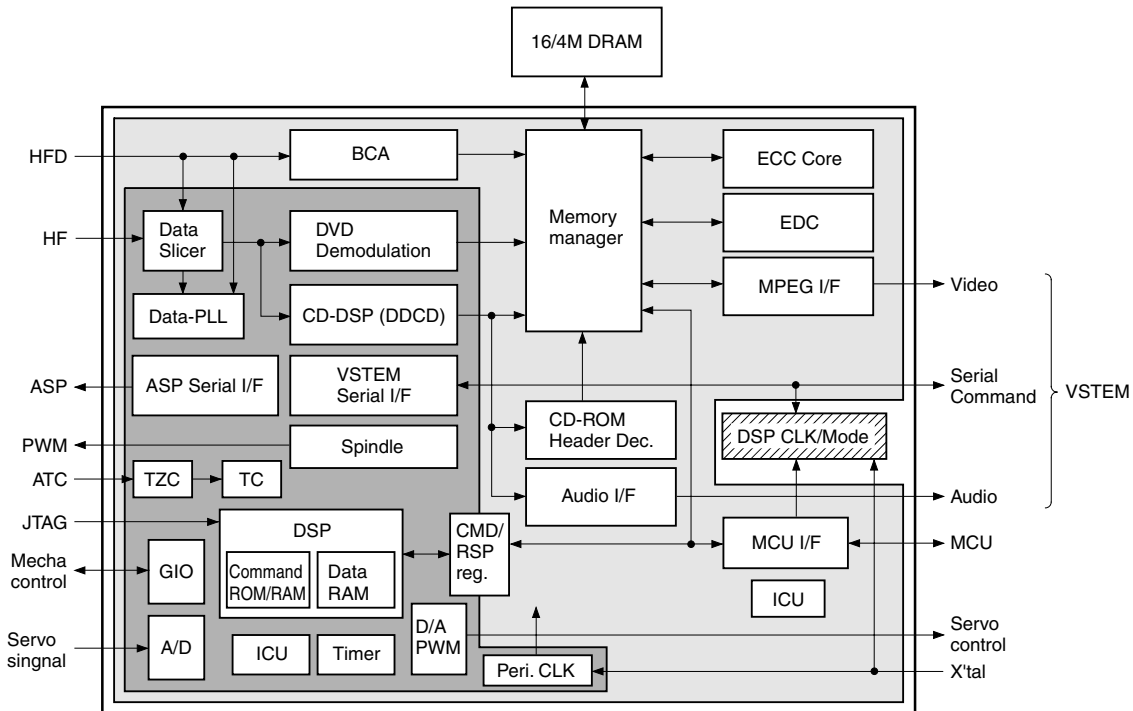 16/4M DRAM
HFD
BCA
ECC Core
HF
Data
Slicer
DVD
Demodulation
Memory
manager
EDC
Data-PLL
CD-DSP (DDCD)
MPEG I/F
Video
ASP
ASP Serial I/F
VSTEM
Serial I/F
Serial
Command
VSTEM
PWM
Spindle
CD-ROM
Header Dec.
DSP CLK/Mode
ATC
TZC
TC
Audio I/F
Audio
JTAG
DSP
CMD/
RSP
reg.
MCU I/F
MCU
Mecha
control
GIO
Command
ROM/RAM
Data
RAM
ICU
Servo
singnal
A/D
ICU
Timer
D/A
PWM
Servo
control
Peri. CLK
X'tal